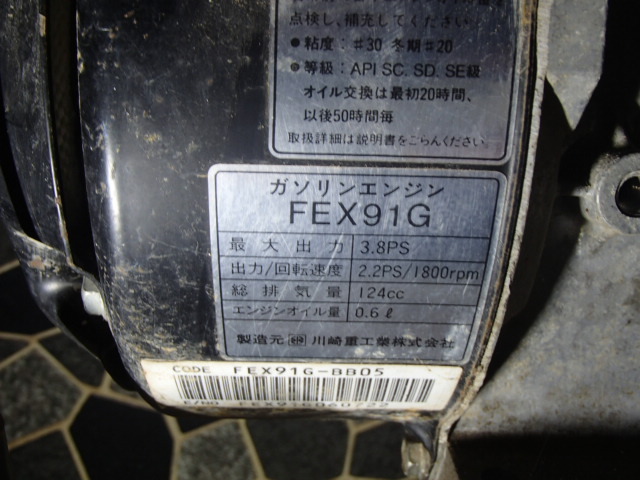 点検し、補充してください。
●粘度：♯30 冬期♯20
●等級：API SC. SD. SE級
オイル交換は最初20時間、
以後50時間毎
取扱詳細は説明書をごらんください。
ガソリンエンジン
FEX91G
最大出力 3.8PS
出力/回転速度 2.2PS/1800rpm
総排気量 124cc
エンジンオイル量 0.6ℓ
製造元 川崎重工業株式会社
CODE FEX91G-BB05
E/NO FEX91G060722